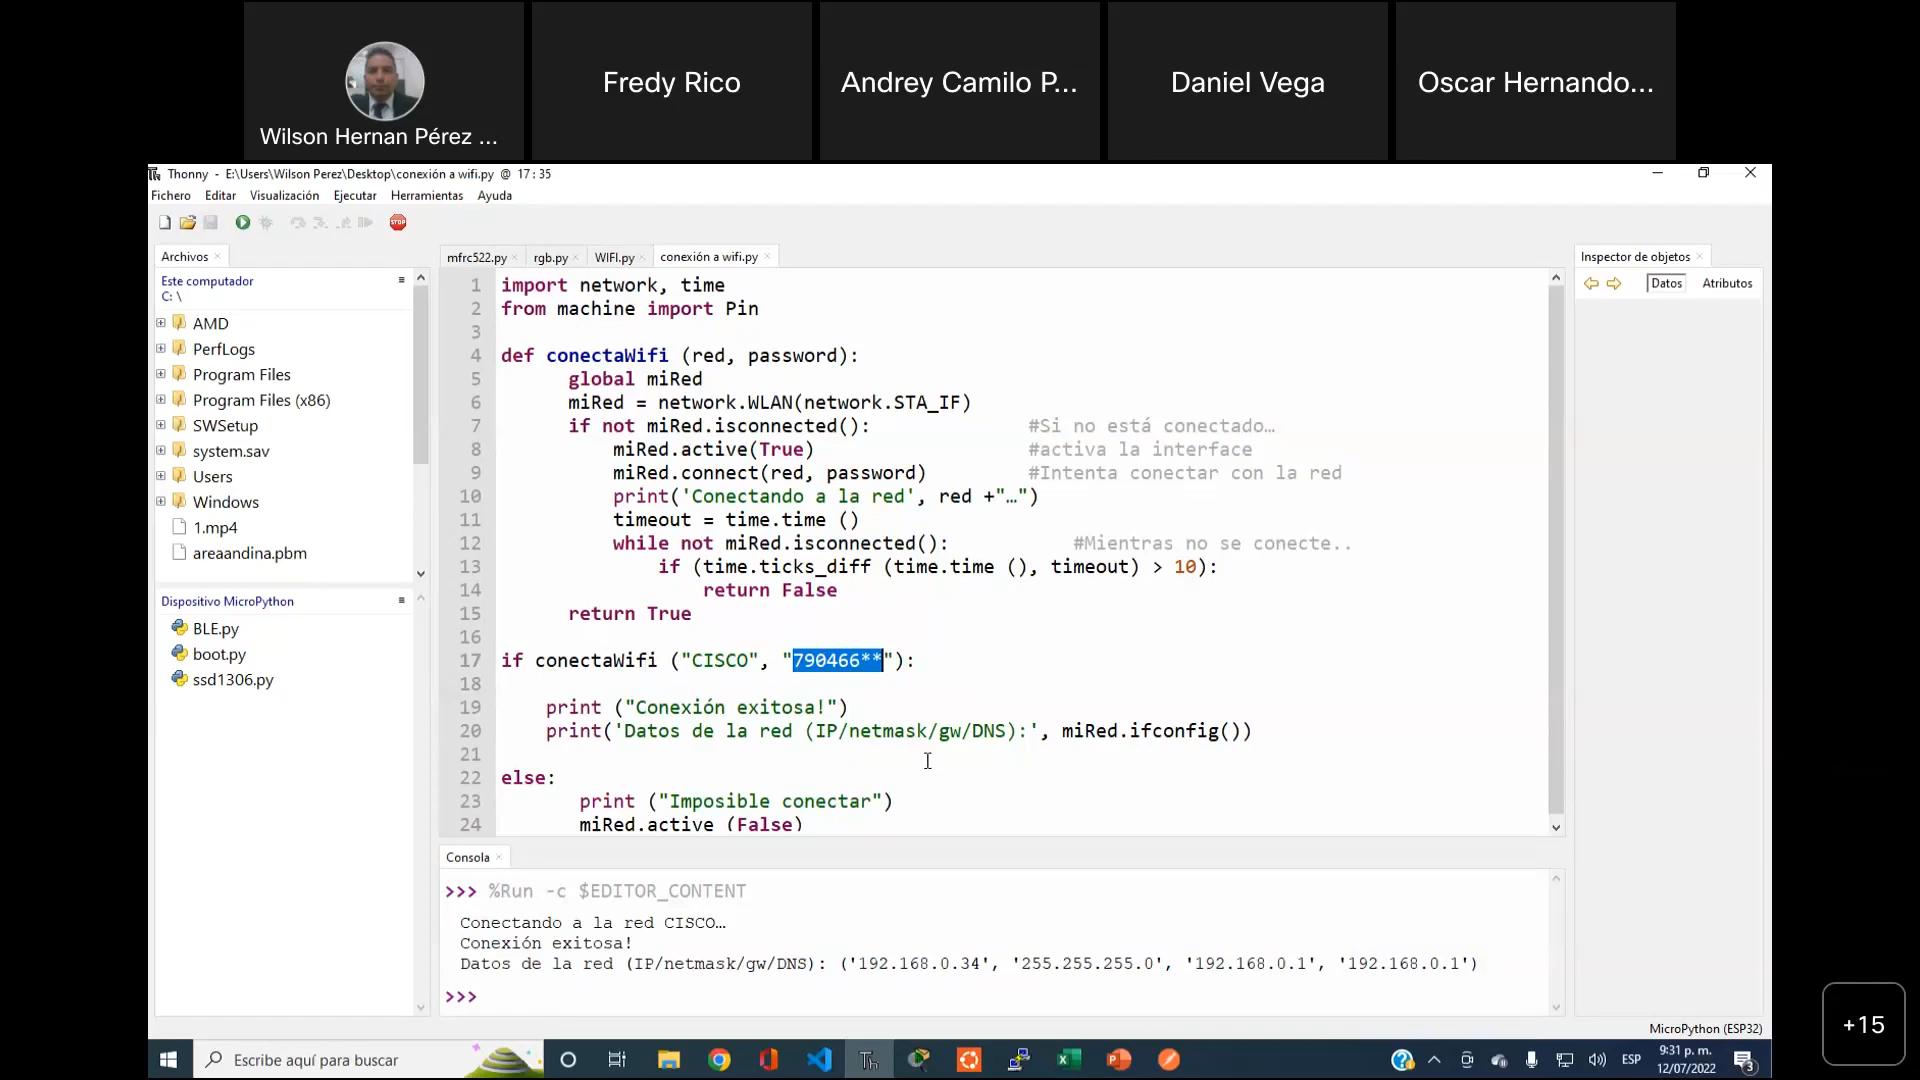 Wilson Hernan Pérez ...
Fredy Rico
Andrey Camilo P...
Daniel Vega
Oscar Hernando...
Thonny - E:\Users\Wilson Perez\Desktop\conexión a wifi.py @ 17:35
Fichero Editar Visualización Ejecutar Herramientas Ayuda
STOP
Archivos
Este computador
C: \
AMD
PerfLogs
Program Files
Program Files (x86)
SWSetup
system.sav
Users
Windows
1.mp4
areaandina.pbm
Dispositivo MicroPython
BLE.py
boot.py
ssd1306.py
mfrc522.py rgb.py WIFI.py conexión a wifi.py
1 import network, time
2 from machine import Pin
3
4 def conectaWifi (red, password):
5 global miRed
6 miRed = network.WLAN(network.STA_IF)
7 if not miRed.isconnected(): #Si no está conectado…
8 miRed.active(True) #activa la interface
9 miRed.connect(red, password) #Intenta conectar con la red
10 print('Conectando a la red', red +"…")
11 timeout = time.time ()
12 while not miRed.isconnected(): #Mientras no se conecte..
13 if (time.ticks_diff (time.time (), timeout) > 10):
14 return False
15 return True
16
17 if conectaWifi ("CISCO", "790466**"):
18
19 print ("Conexión exitosa!")
20 print('Datos de la red (IP/netmask/gw/DNS):', miRed.ifconfig())
21
22 else:
23 print ("Imposible conectar")
24 miRed.active (False)
Consola
>>> %Run -c $EDITOR_CONTENT
Conectando a la red CISCO…
Conexión exitosa!
Datos de la red (IP/netmask/gw/DNS): ('192.168.0.34', '255.255.255.0', '192.168.0.1', '192.168.0.1')
>>>
Inspector de objetos
Datos Atributos
MicroPython (ESP32)
+15
Escribe aquí para buscar
ESP
9:31 p. m.
12/07/2022
3